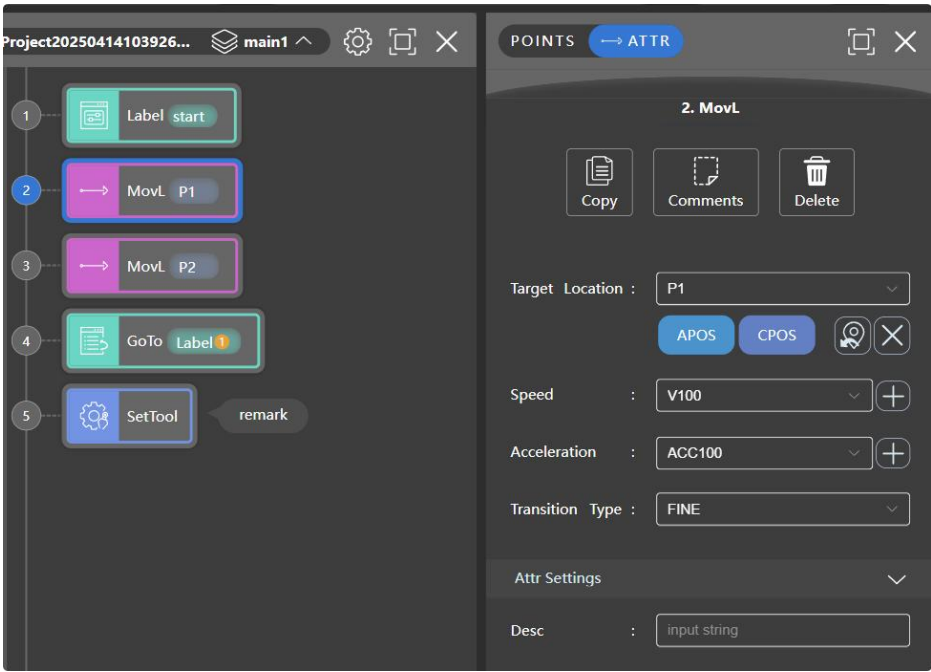 Project20250414103926... main1
1 Label start
2 MovL P1
3 MovL P2
4 GoTo Label 1
5 SetTool remark
POINTS ATTR
2. MovL
Copy Comments Delete
Target Location : P1
APOS CPOS
Speed : V100
Acceleration : ACC100
Transition Type : FINE
Attr Settings
Desc : input string